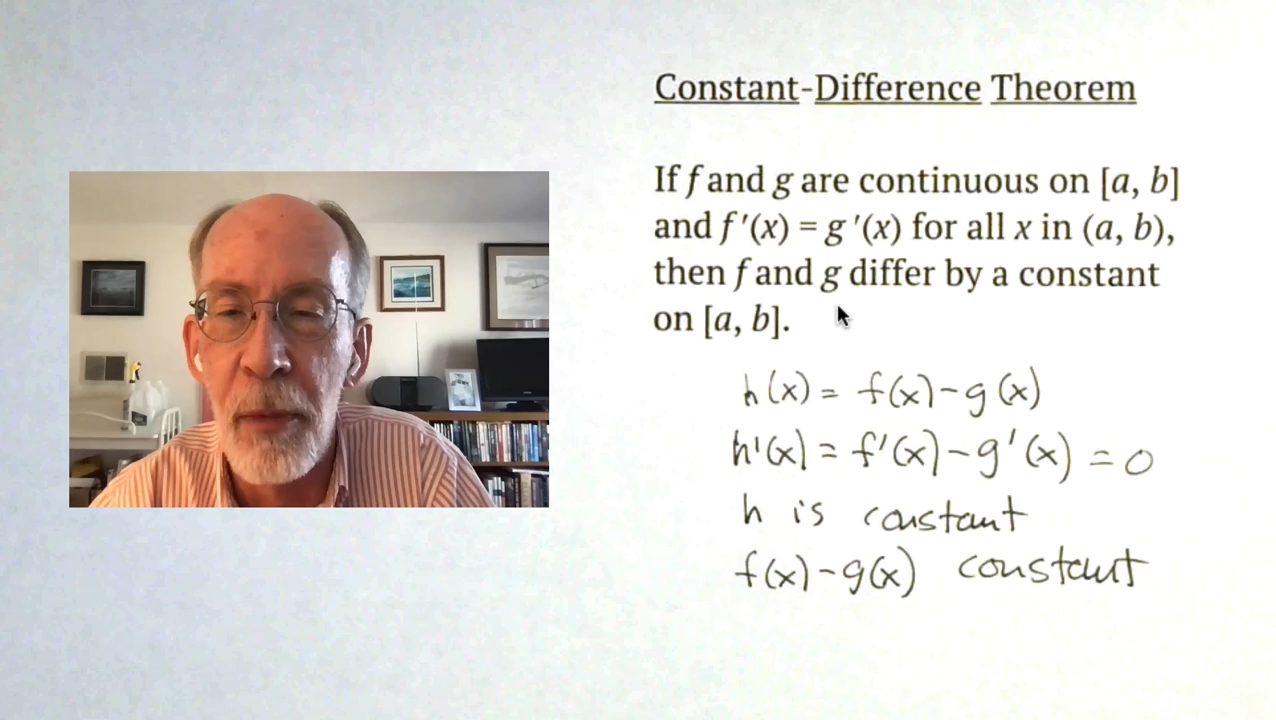 Constant-Difference Theorem
If f and g are continuous on [a, b]
and f ′(x) = g ′(x) for all x in (a, b),
then f and g differ by a constant
on [a, b].
h(x) = f(x) - g(x)
h'(x) = f'(x) - g'(x) = 0
h is constant
f(x) - g(x) constant